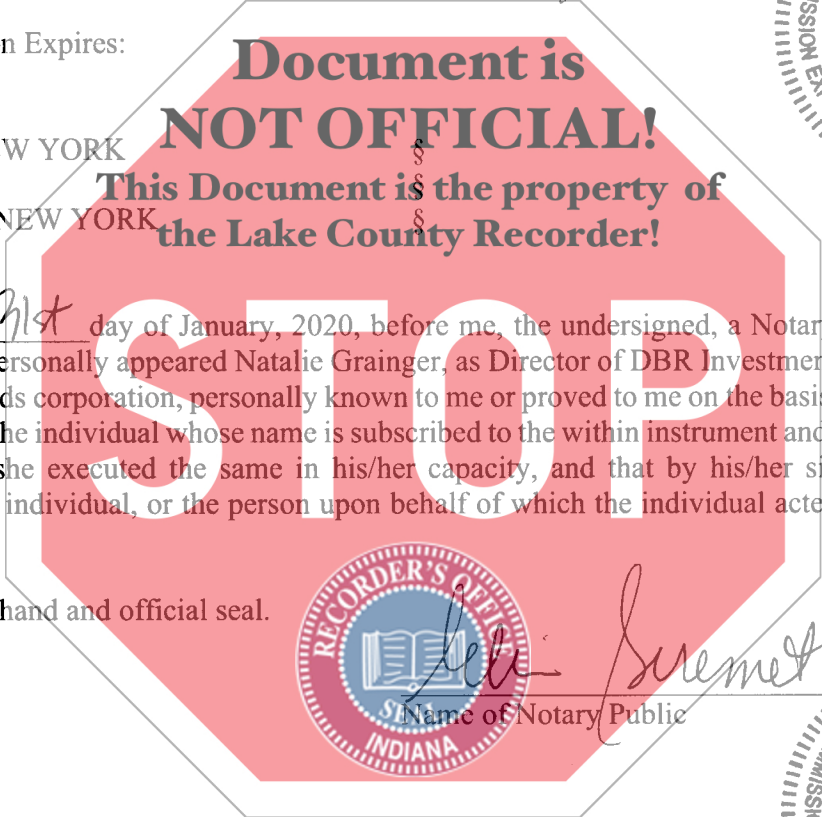 n Expires:
Document is
NOT OFFICIAL!
W YORK §
This Document is the property of
§
NEW YORK §
the Lake County Recorder!
STOP
31st day of January, 2020, before me, the undersigned, a Notar
ersonally appeared Natalie Grainger, as Director of DBR Investmen
ds corporation, personally known to me or proved to me on the basis
he individual whose name is subscribed to the within instrument and
she executed the same in his/her capacity, and that by his/her si
individual, or the person upon behalf of which the individual acte
hand and official seal.
RECORDER'S OFFICE
SEAL
INDIANA
Name of Notary Public
SSION EX